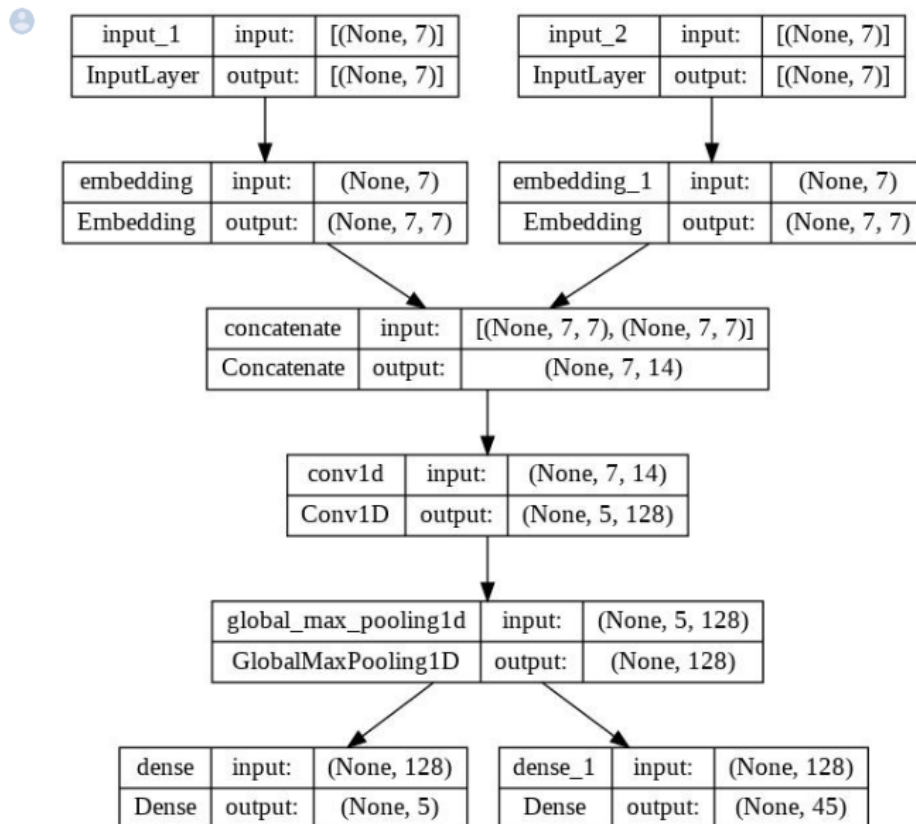 input_1 input: [(None, 7)]
InputLayer output: [(None, 7)]
input_2 input: [(None, 7)]
InputLayer output: [(None, 7)]
embedding input: (None, 7)
Embedding output: (None, 7, 7)
embedding_1 input: (None, 7)
Embedding output: (None, 7, 7)
concatenate input: [(None, 7, 7), (None, 7, 7)]
Concatenate output: (None, 7, 14)
conv1d input: (None, 7, 14)
Conv1D output: (None, 5, 128)
global_max_pooling1d input: (None, 5, 128)
GlobalMaxPooling1D output: (None, 128)
dense input: (None, 128)
Dense output: (None, 5)
dense_1 input: (None, 128)
Dense output: (None, 45)